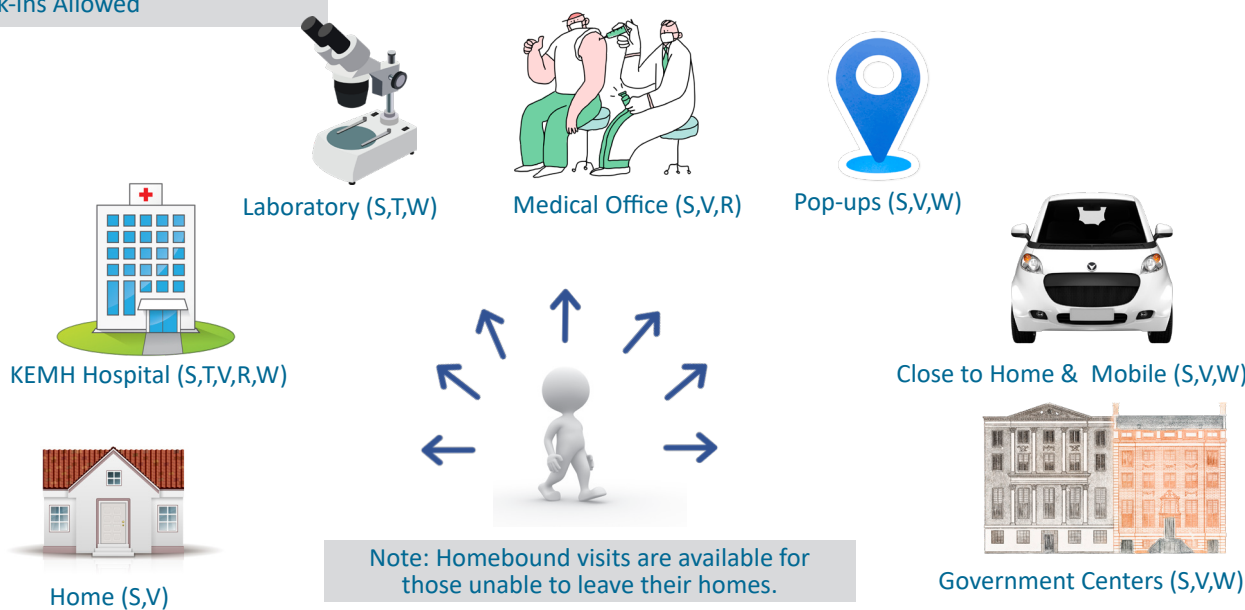 Allowed
Laboratory (S,T,W)
Medical Office (S,V,R)
Pop-ups (S,V,W)
KEMH Hospital (S,T,V,R,W)
Close to Home & Mobile (S,V,W)
Home (S,V)
Note: Homebound visits are available for
those unable to leave their homes.
Government Centers (S,V,W)